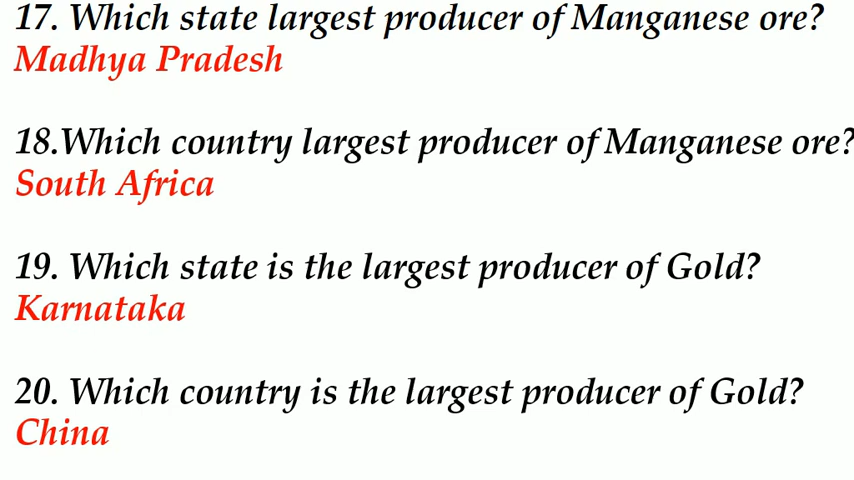 17. Which state largest producer of Manganese ore?
Madhya Pradesh
18.Which country largest producer of Manganese ore?
South Africa
19. Which state is the largest producer of Gold?
Karnataka
20. Which country is the largest producer of Gold?
China